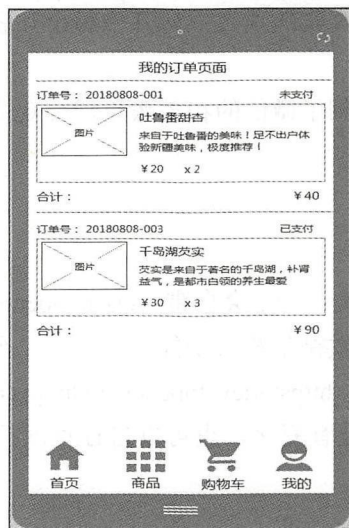 我的订单页面
订单号： 20180808-001 未支付
图片
吐鲁番甜杏
来自于吐鲁番的美味！足不出户体
验新疆美味，极度推荐！
￥20 x 2
合计： ￥40
订单号： 20180808-003 已支付
图片
千岛湖芡实
芡实是来自于著名的千岛湖，补肾
益气，是都市白领的养生最爱
￥30 x 3
合计： ￥90
首页 商品 购物车 我的